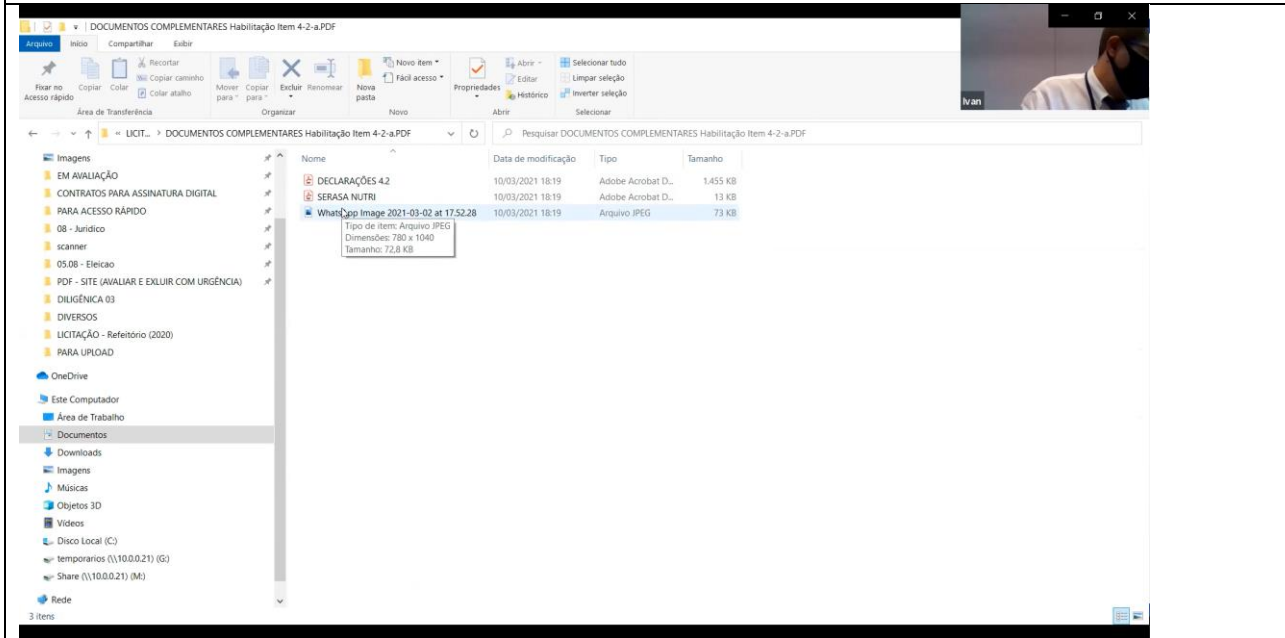 DOCUMENTOS COMPLEMENTARES Habilitação Item 4-2-a.PDF
Arquivo Início Compartilhar Exibir
Fixar no Acesso rápido
Copiar
Colar
Recortar
Copiar caminho
Colar atalho
Área de Transferência
Mover para
Copiar para
Excluir
Renomear
Organizar
Nova pasta
Novo item
Fácil acesso
Novo
Propriedades
Abrir
Editar
Histórico
Abrir
Selecionar tudo
Limpar seleção
Inverter seleção
Selecionar
Ivan
« LICIT... > DOCUMENTOS COMPLEMENTARES Habilitação Item 4-2-a.PDF
Pesquisar DOCUMENTOS COMPLEMENTARES Habilitação Item 4-2-a.PDF
Imagens
EM AVALIAÇÃO
CONTRATOS PARA ASSINATURA DIGITAL
PARA ACESSO RÁPIDO
08 - Juridico
scanner
05.08 - Eleicao
PDF - SITE (AVALIAR E EXLUIR COM URGÊNCIA)
DILIGÊNICA 03
DIVERSOS
LICITAÇÃO - Refeitório (2020)
PARA UPLOAD
OneDrive
Este Computador
Área de Trabalho
Documentos
Downloads
Imagens
Músicas
Objetos 3D
Vídeos
Disco Local (C:)
temporarios (\\10.0.0.21) (G:)
Share (\\10.0.0.21) (M:)
Rede
Nome Data de modificação Tipo Tamanho
DECLARAÇÕES 4.2 10/03/2021 18:19 Adobe Acrobat D... 1.455 KB
SERASA NUTRI 10/03/2021 18:19 Adobe Acrobat D... 13 KB
WhatsApp Image 2021-03-02 at 17.52.28 10/03/2021 18:19 Arquivo JPEG 73 KB
Tipo de item: Arquivo JPEG
Dimensões: 780 x 1040
Tamanho: 72,8 KB
3 itens